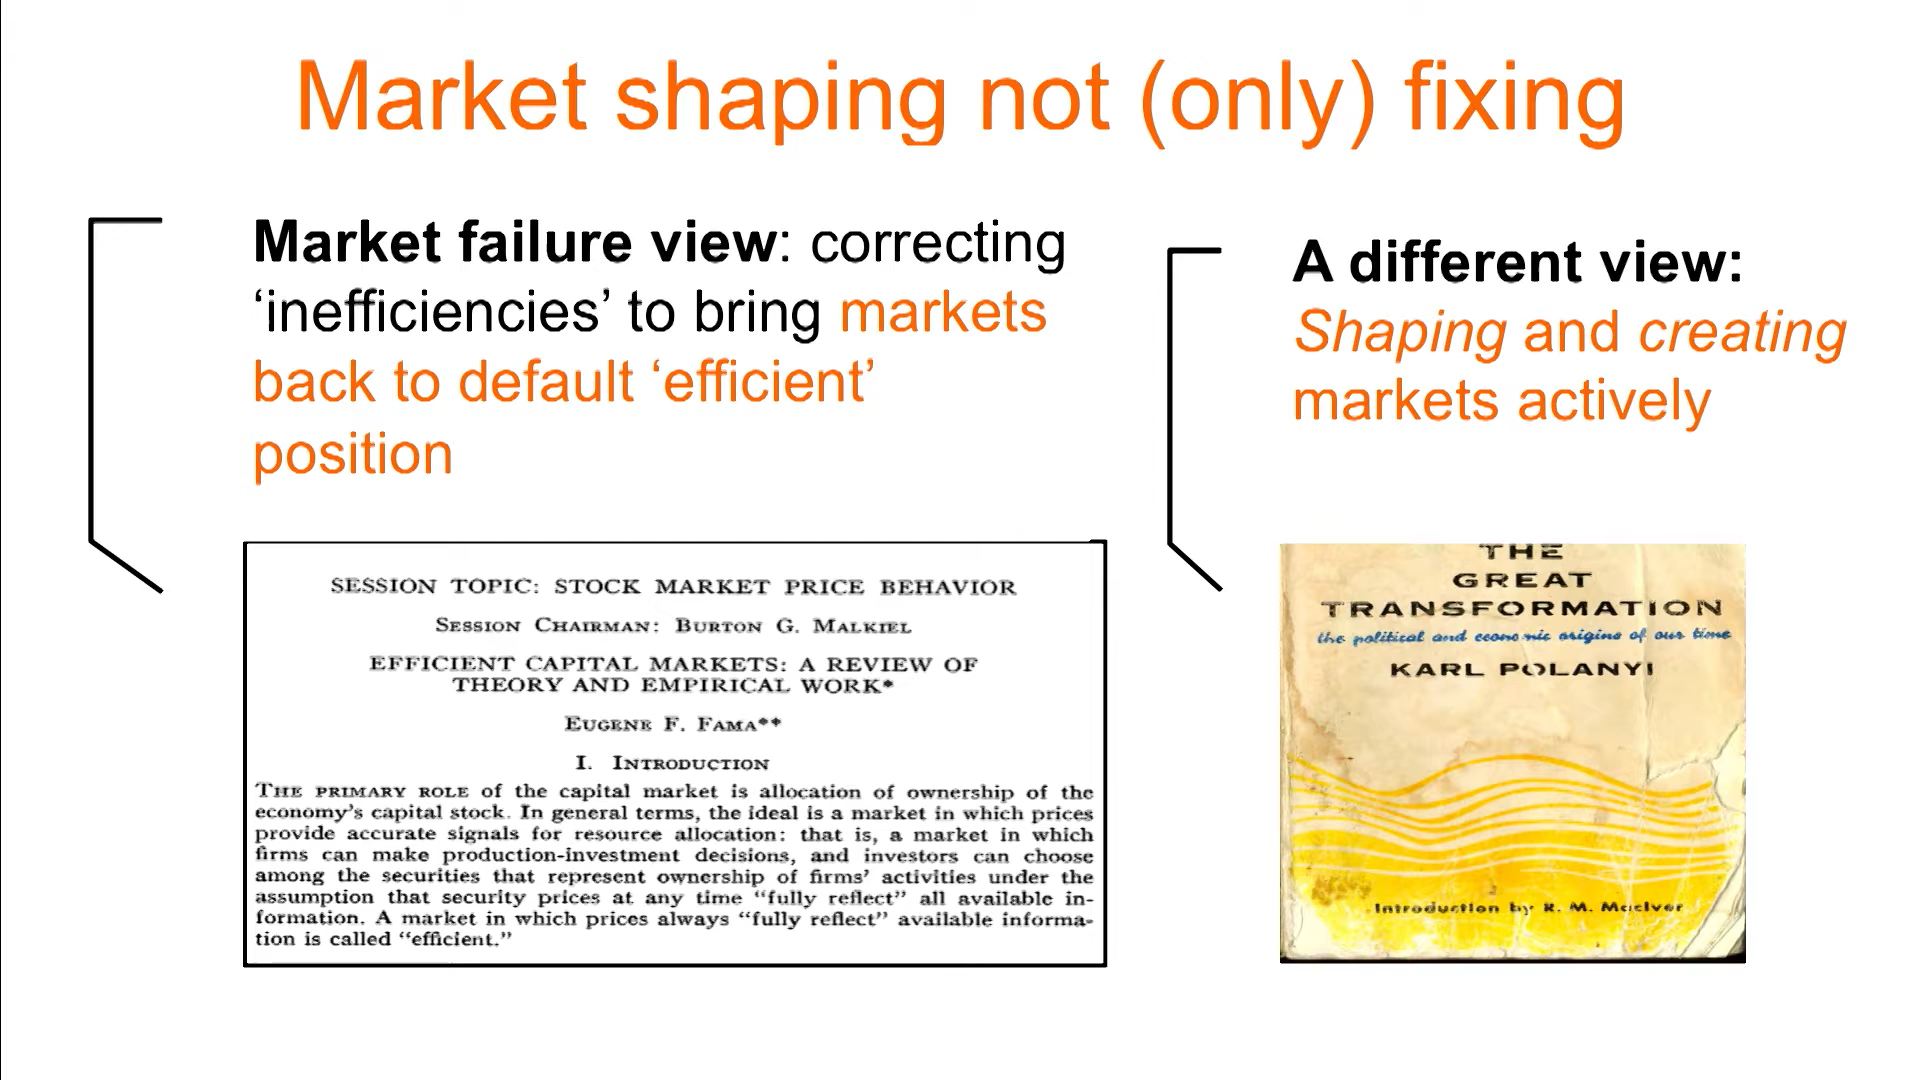 Market shaping not (only) fixing
Market failure view: correcting
‘inefficiencies’ to bring markets
back to default ‘efficient’
position
SESSION TOPIC: STOCK MARKET PRICE BEHAVIOR
SESSION CHAIRMAN: BURTON G. MALKIEL
EFFICIENT CAPITAL MARKETS: A REVIEW OF
THEORY AND EMPIRICAL WORK*
EUGENE F. FAMA**
I. INTRODUCTION
THE PRIMARY ROLE of the capital market is allocation of ownership of the
economy’s capital stock. In general terms, the ideal is a market in which prices
provide accurate signals for resource allocation: that is, a market in which
firms can make production-investment decisions, and investors can choose
among the securities that represent ownership of firms’ activities under the
assumption that security prices at any time “fully reflect” all available in-
formation. A market in which prices always “fully reflect” available informa-
tion is called “efficient.”
A different view:
Shaping and creating
markets actively
THE
GREAT
TRANSFORMATION
the political and economic origins of our time
KARL POLANYI
Introduction by R. M. MacIver